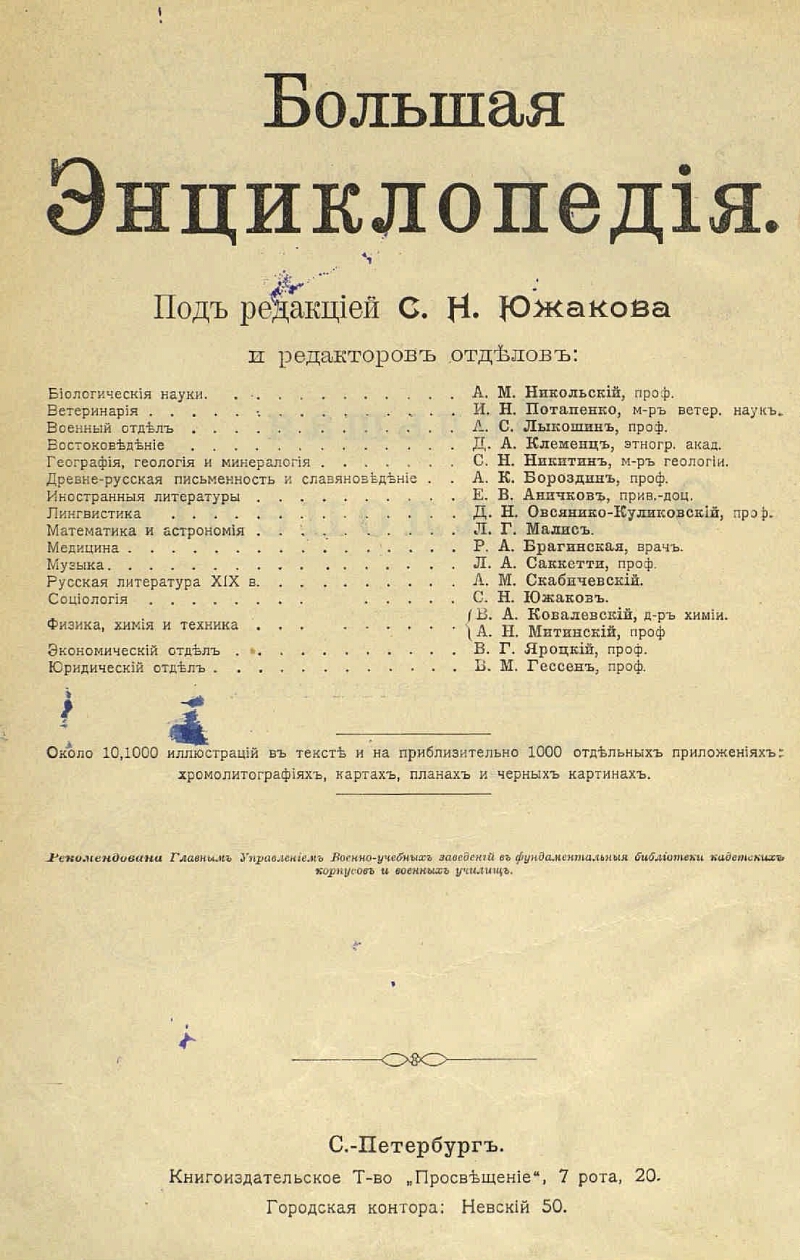 Большая
Энциклопедія.
Подъ редакціей С. Н. Южакова
и редакторовъ отдѣловъ:
Біологическія науки. . . . . . . . . . . . А. М. Никольскій, проф.
Ветеринарія . . . . . . . . . . . . . . . И. Н. Потапенко, м-ръ ветер. наукъ.
Военный отдѣлъ . . . . . . . . . . . . . А. С. Лыкошинъ, проф.
Востоковѣдѣніе . . . . . . . . . . . . . Д. А. Клеменцъ, этногр. акад.
Географія, геологія и минералогія . . . . . . . С. Н. Никитинъ, м-ръ геологіи.
Древне-русская письменность и славяновѣдѣніе . . А. К. Бороздинъ, проф.
Иностранныя литературы . . . . . . . . . . Е. В. Аничковъ, прив.-доц.
Лингвистика . . . . . . . . . . . . . . Д. Н. Овсянико-Куликовскій, проф.
Математика и астрономія . . . . . . . . . . Л. Г. Малисъ.
Медицина . . . . . . . . . . . . . . . . Р. А. Брагинская, врачъ.
Музыка. . . . . . . . . . . . . . . . . Л. А. Саккетти, проф.
Русская литература XIX в. . . . . . . . . . А. М. Скабичевскій.
Соціологія . . . . . . . . . . . . . С. Н. Южаковъ.
Физика, химія и техника . . . . . . . . . { В. А. Ковалевскій, д-ръ химіи.
А. Н. Митинскій, проф
Экономическій отдѣлъ . . . . . . . . . . . В. Г. Яроцкій, проф.
Юридическій отдѣлъ . . . . . . . . . . . . В. М. Гессенъ, проф.
Около 10,1000 иллюстрацій въ текстѣ и на приблизительно 1000 отдѣльныхъ приложеніяхъ:
хромолитографіяхъ, картахъ, планахъ и черныхъ картинахъ.
Рекомендована Главнымъ Управленіемъ Военно-учебныхъ заведеній въ фундаментальныя библіотеки кадетскихъ
корпусовъ и военныхъ училищъ.
С.-Петербургъ.
Книгоиздательское Т-во „Просвѣщеніе“, 7 рота, 20.
Городская контора: Невскій 50.